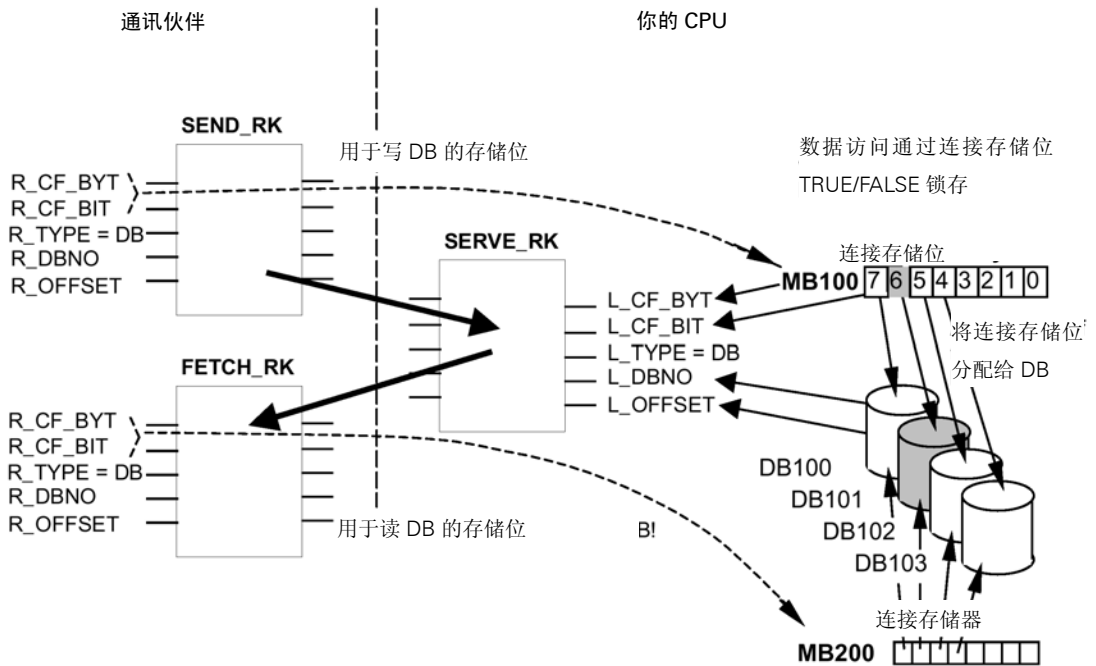 通讯伙伴
你的 CPU
SEND_RK
R_CF_BYT
R_CF_BIT
R_TYPE = DB
R_DBNO
R_OFFSET
用于写 DB 的存储位
数据访问通过连接存储位
TRUE/FALSE 锁存
SERVE_RK
L_CF_BYT
L_CF_BIT
L_TYPE = DB
L_DBNO
L_OFFSET
连接存储位
MB100 7 6 5 4 3 2 1 0
将连接存储位
分配给 DB
FETCH_RK
R_CF_BYT
R_CF_BIT
R_TYPE = DB
R_DBNO
R_OFFSET
用于读 DB 的存储位
B!
DB100
DB101
DB102
DB103
连接存储器
MB200